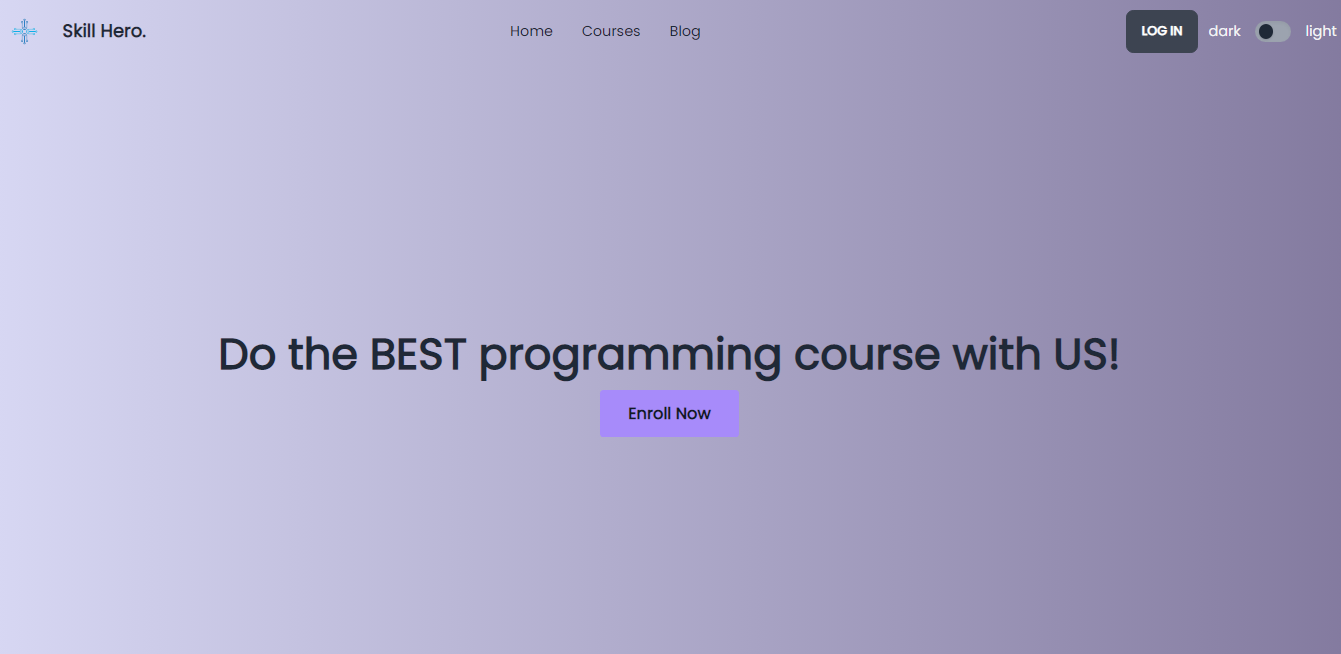 Skill Hero. Home Courses Blog LOG IN dark light
Do the BEST programming course with US!
Enroll Now